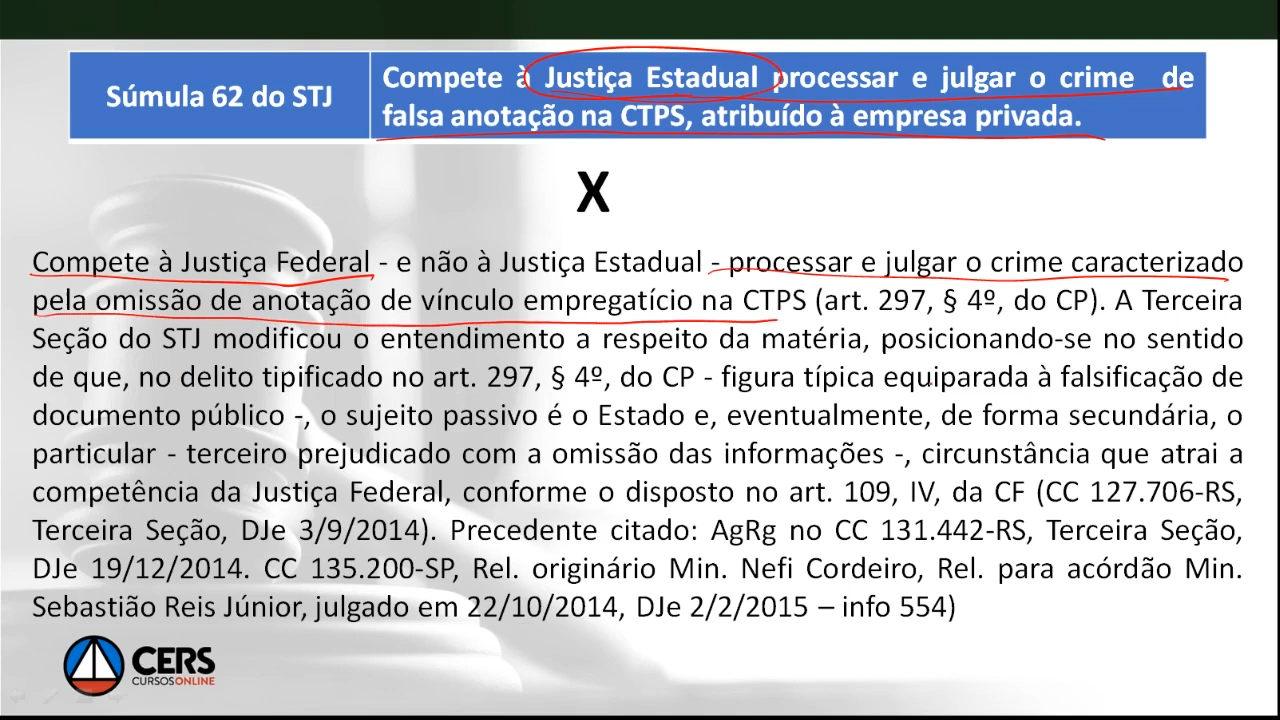 Súmula 62 do STJ
Compete à Justiça Estadual processar e julgar o crime de
falsa anotação na CTPS, atribuído à empresa privada.
X
Compete à Justiça Federal - e não à Justiça Estadual - processar e julgar o crime caracterizado
pela omissão de anotação de vínculo empregatício na CTPS (art. 297, § 4º, do CP). A Terceira
Seção do STJ modificou o entendimento a respeito da matéria, posicionando-se no sentido
de que, no delito tipificado no art. 297, § 4º, do CP - figura típica equiparada à falsificação de
documento público -, o sujeito passivo é o Estado e, eventualmente, de forma secundária, o
particular - terceiro prejudicado com a omissão das informações -, circunstância que atrai a
competência da Justiça Federal, conforme o disposto no art. 109, IV, da CF (CC 127.706-RS,
Terceira Seção, DJe 3/9/2014). Precedente citado: AgRg no CC 131.442-RS, Terceira Seção,
DJe 19/12/2014. CC 135.200-SP, Rel. originário Min. Nefi Cordeiro, Rel. para acórdão Min.
Sebastião Reis Júnior, julgado em 22/10/2014, DJe 2/2/2015 – info 554)
CERS
CURSOS ONLINE